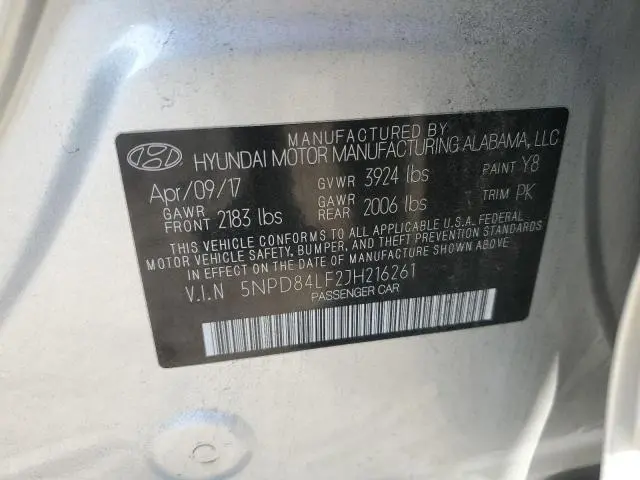 MANUFACTURED BY
HYUNDAI MOTOR MANUFACTURING ALABAMA, LLC
Apr/09/17 GVWR 3924 lbs PAINT Y8
GAWR FRONT 2183 lbs GAWR REAR 2006 lbs TRIM PK
THIS VEHICLE CONFORMS TO ALL APPLICABLE U.S.A. FEDERAL
MOTOR VEHICLE SAFETY, BUMPER, AND THEFT PREVENTION STANDARDS
IN EFFECT ON THE DATE OF MANUFACTURE SHOWN ABOVE.
V.I.N 5NPD84LF2JH216261
PASSENGER CAR